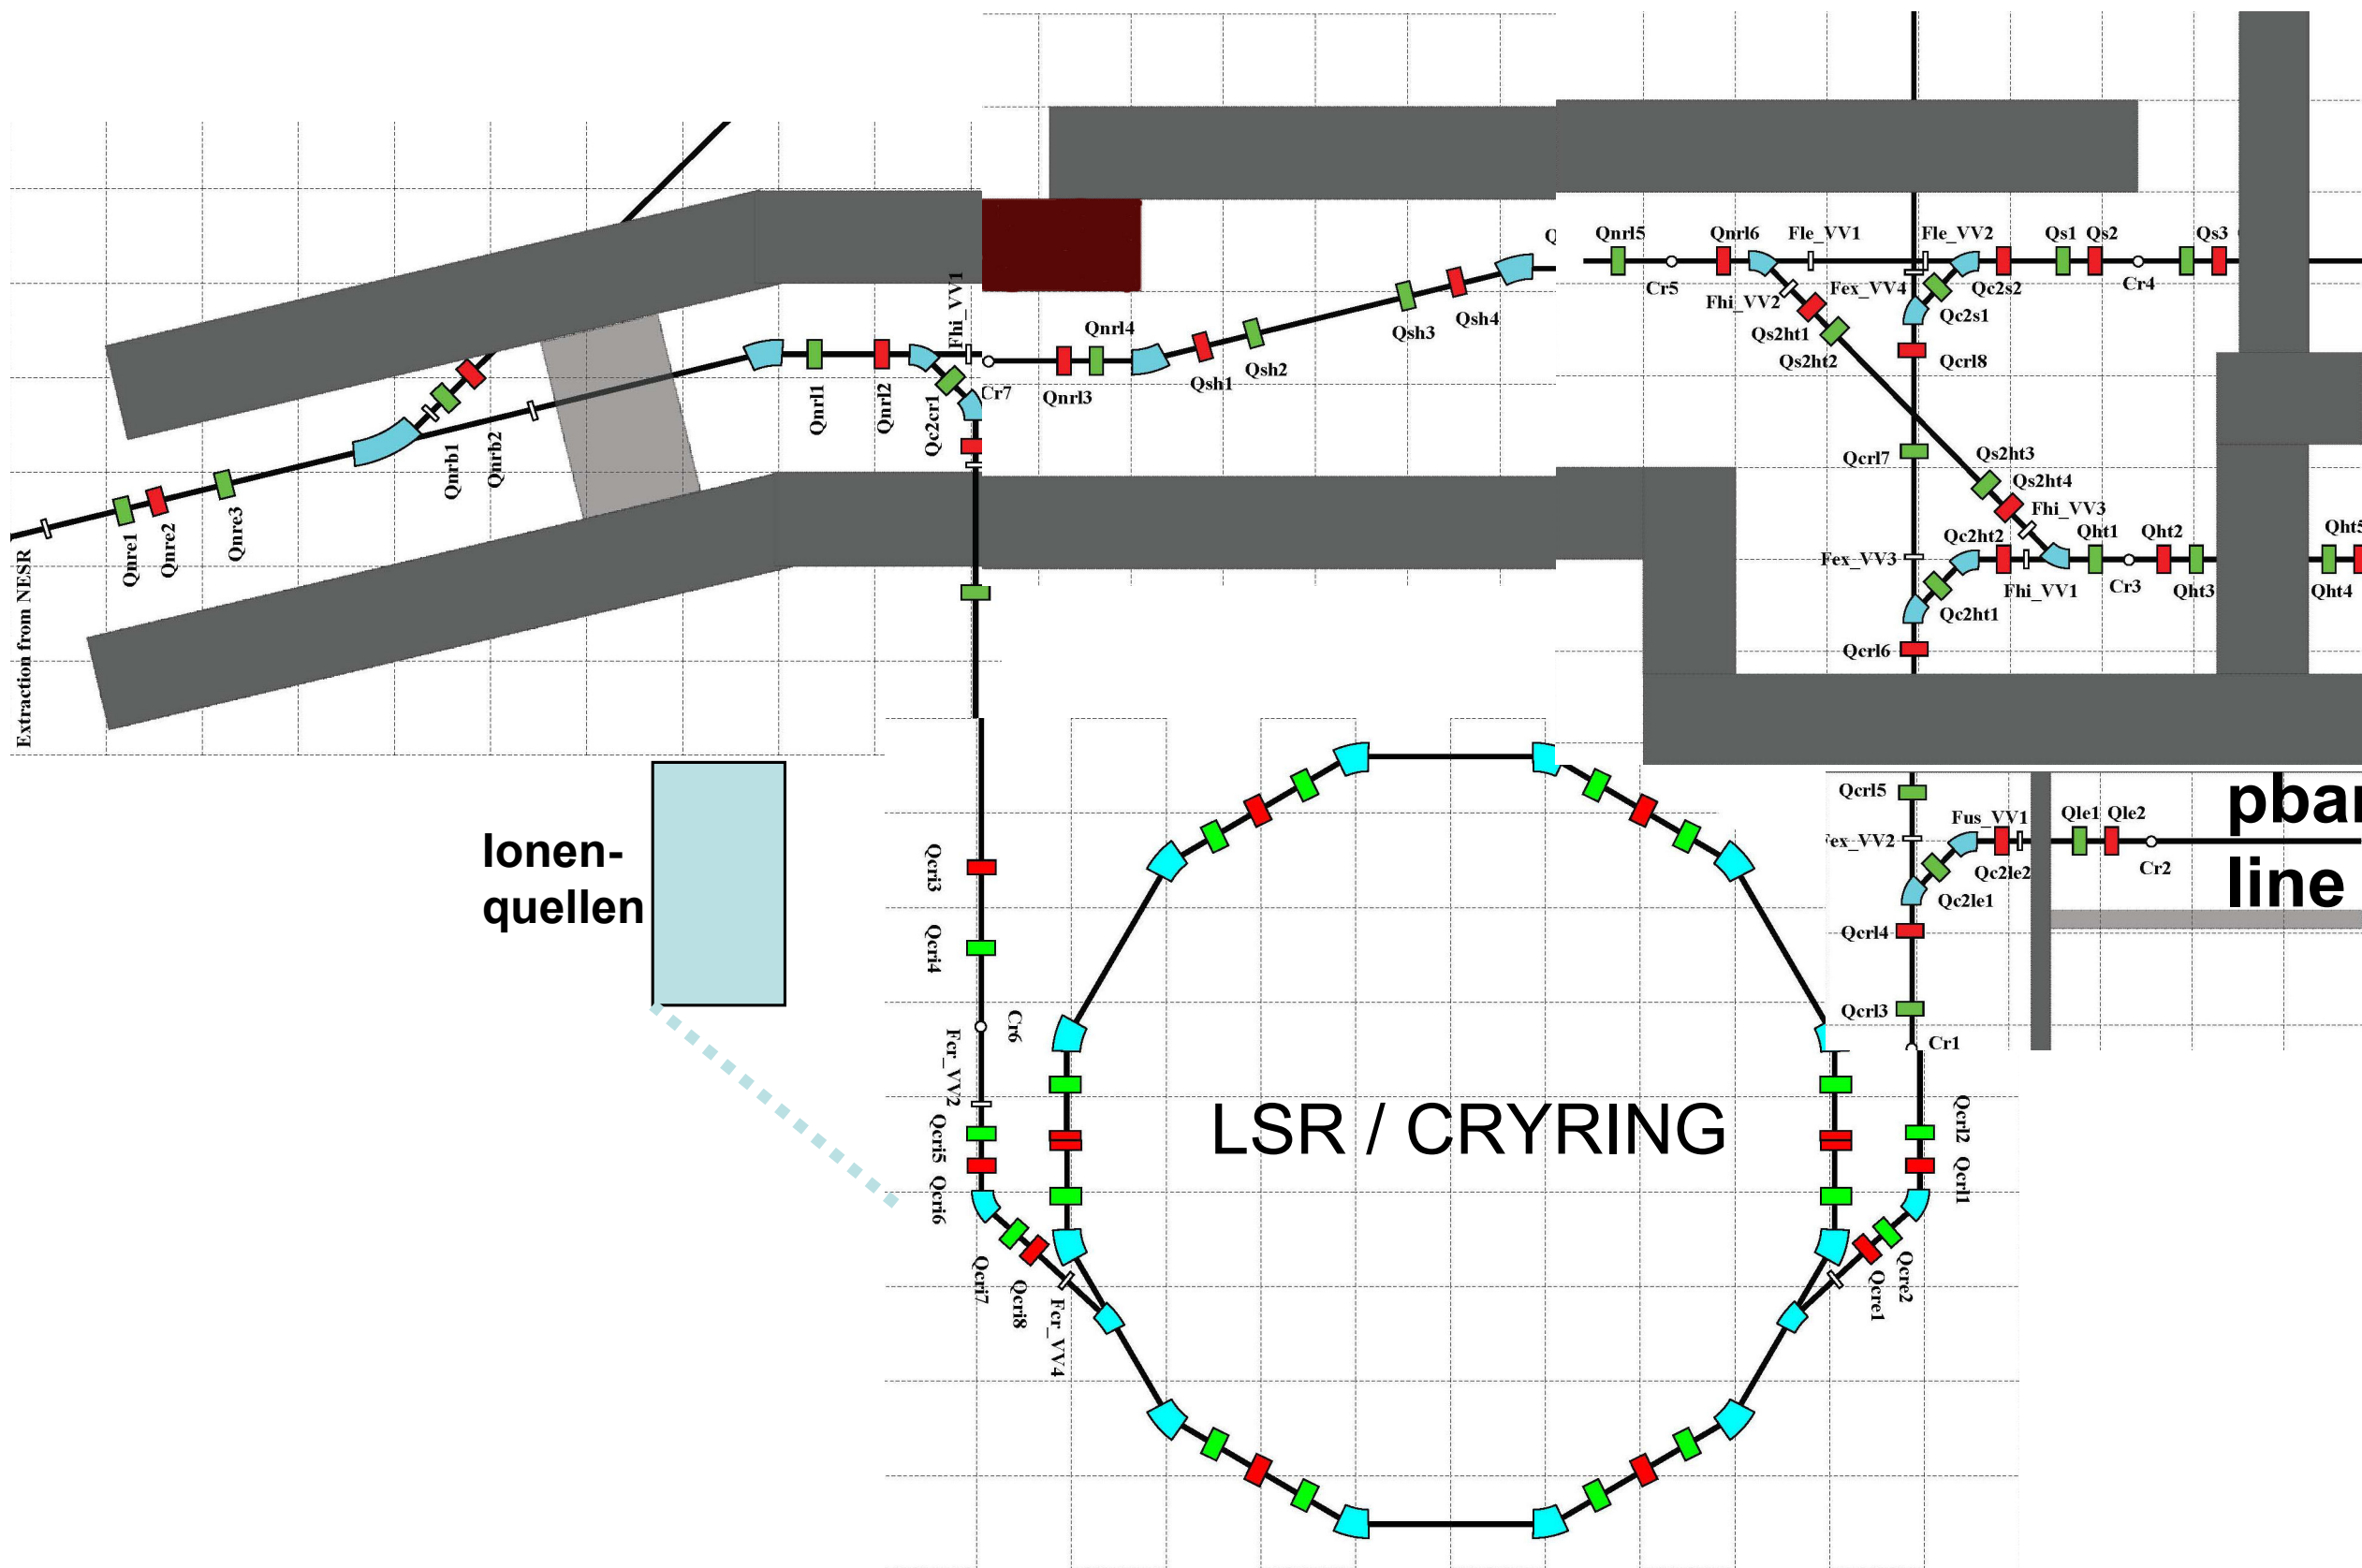 Extraction from NESR
Qnre1
Qnre2
Qnre3
Qnrb1
Qnrb2
Qnrl1
Qnrl2
Qc2cr1
Fhi_VV1
Cr7
Qnrl3
Qnrl4
Qsh1
Qsh2
Qsh3
Qsh4
Qnrl5
Cr5
Qnrl6
Fle_VV1
Fle_VV2
Qs1
Qs2
Qs3
Fhi_VV2
Fex_VV4
Qc2s2
Cr4
Qs2ht1
Qc2s1
Qs2ht2
Qcrl8
Qcrl7
Qs2ht3
Qs2ht4
Fhi_VV3
Fex_VV3
Qc2ht2
Qht1
Qht2
Qht5
Qc2ht1
Fhi_VV1
Cr3
Qht3
Qht4
Qcrl6
Ionen-
quellen
Qcri3
Qcri4
Cr6
Fcr_VV2
Qcri5
Qcri6
Qcri7
Qcri8
Fcr_VV4
LSR / CRYRING
Qcrl5
Fus_VV1
Qle1
Qle2
pbar
Fex_VV2
Qc2le2
Cr2
line
Qc2le1
Qcrl4
Qcrl3
Cr1
Qcrl2
Qcrl1
Qcre2
Qcre1